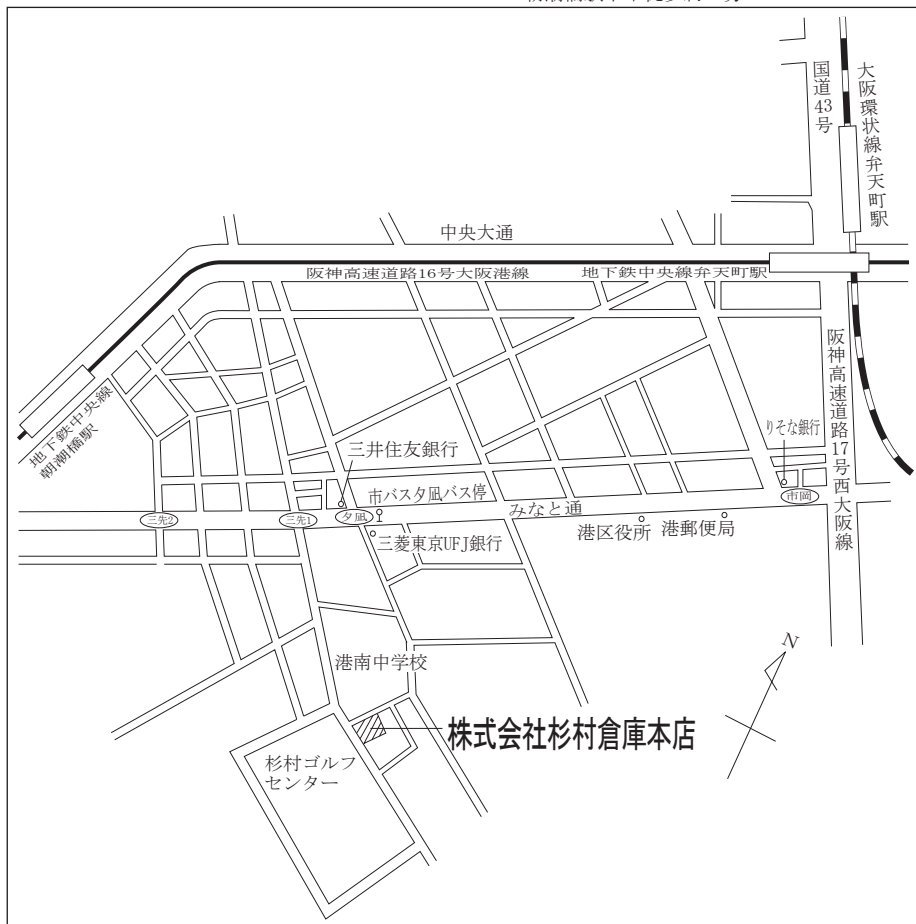 国道43号
大阪環状線弁天町駅
中央大通
阪神高速道路16号大阪港線
地下鉄中央線弁天町駅
阪神高速道路17号西大阪線
地下鉄中央線
朝潮橋駅
りそな銀行
三井住友銀行
市バス夕凪バス停
市岡
三先2
三先1
夕凪
みなと通
三菱東京UFJ銀行
港区役所
港郵便局
N
港南中学校
株式会社杉村倉庫本店
杉村ゴルフ
センター